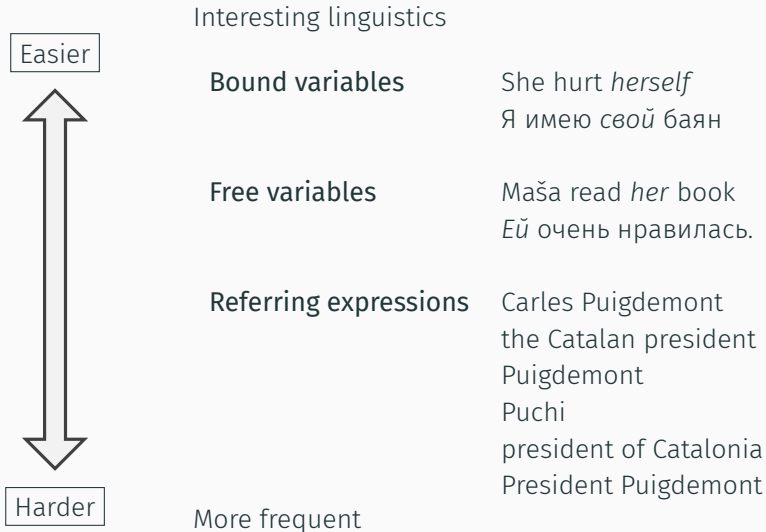 Interesting linguistics
Easier
Bound variables She hurt herself
Я имею свой баян
Free variables Maša read her book
Ей очень нравилась.
Referring expressions Carles Puigdemont
the Catalan president
Puigdemont
Puchi
president of Catalonia
President Puigdemont
Harder
More frequent